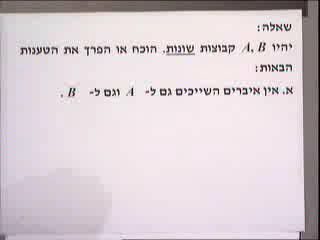 שאלה:
יהיו A, B קבוצות שונות. הוכח או הפרך את הטענות
הבאות:
א. אין איברים השייכים גם ל- A וגם ל- B .